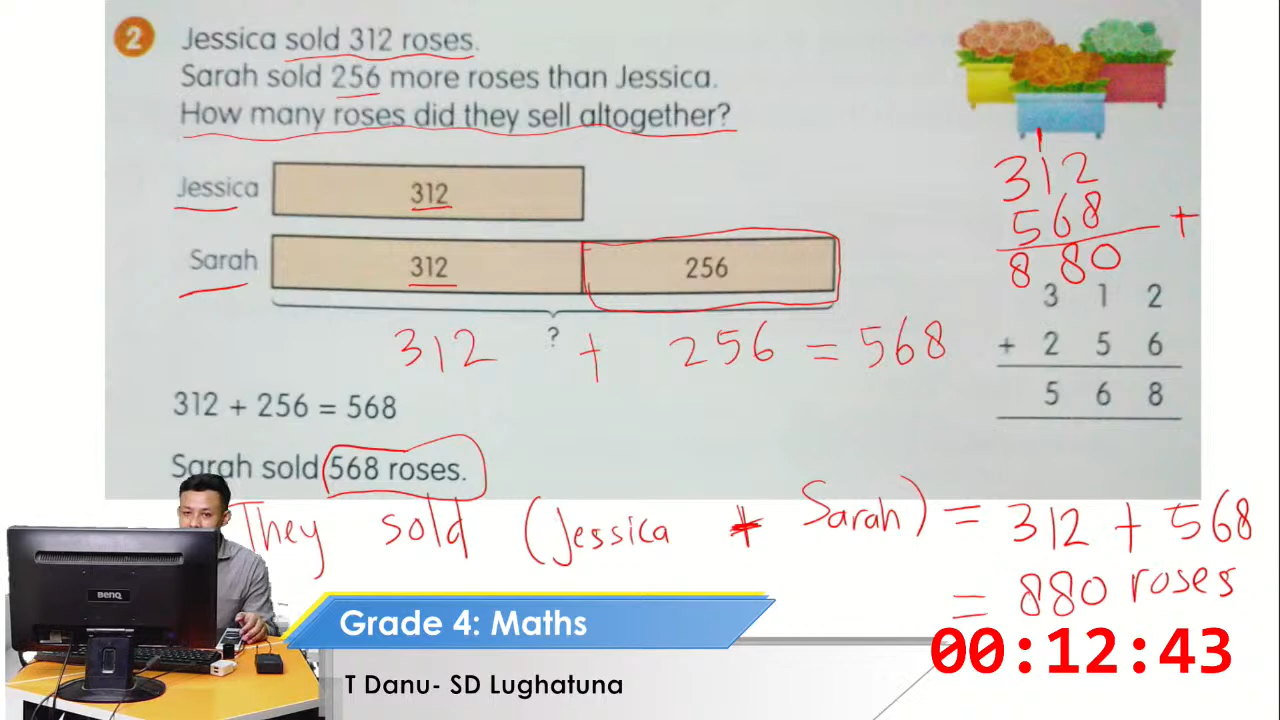 2 Jessica sold 312 roses.
Sarah sold 256 more roses than Jessica.
How many roses did they sell altogether?
Jessica 312
Sarah 312 256
?
312 + 256 = 568
1
312
568 +
880
3 1 2
+ 2 5 6
5 6 8
312 + 256 = 568
Sarah sold 568 roses.
They sold (Jessica + Sarah) = 312 + 568
= 880 roses
BenQ
Grade 4: Maths
00:12:43
T Danu- SD Lughatuna